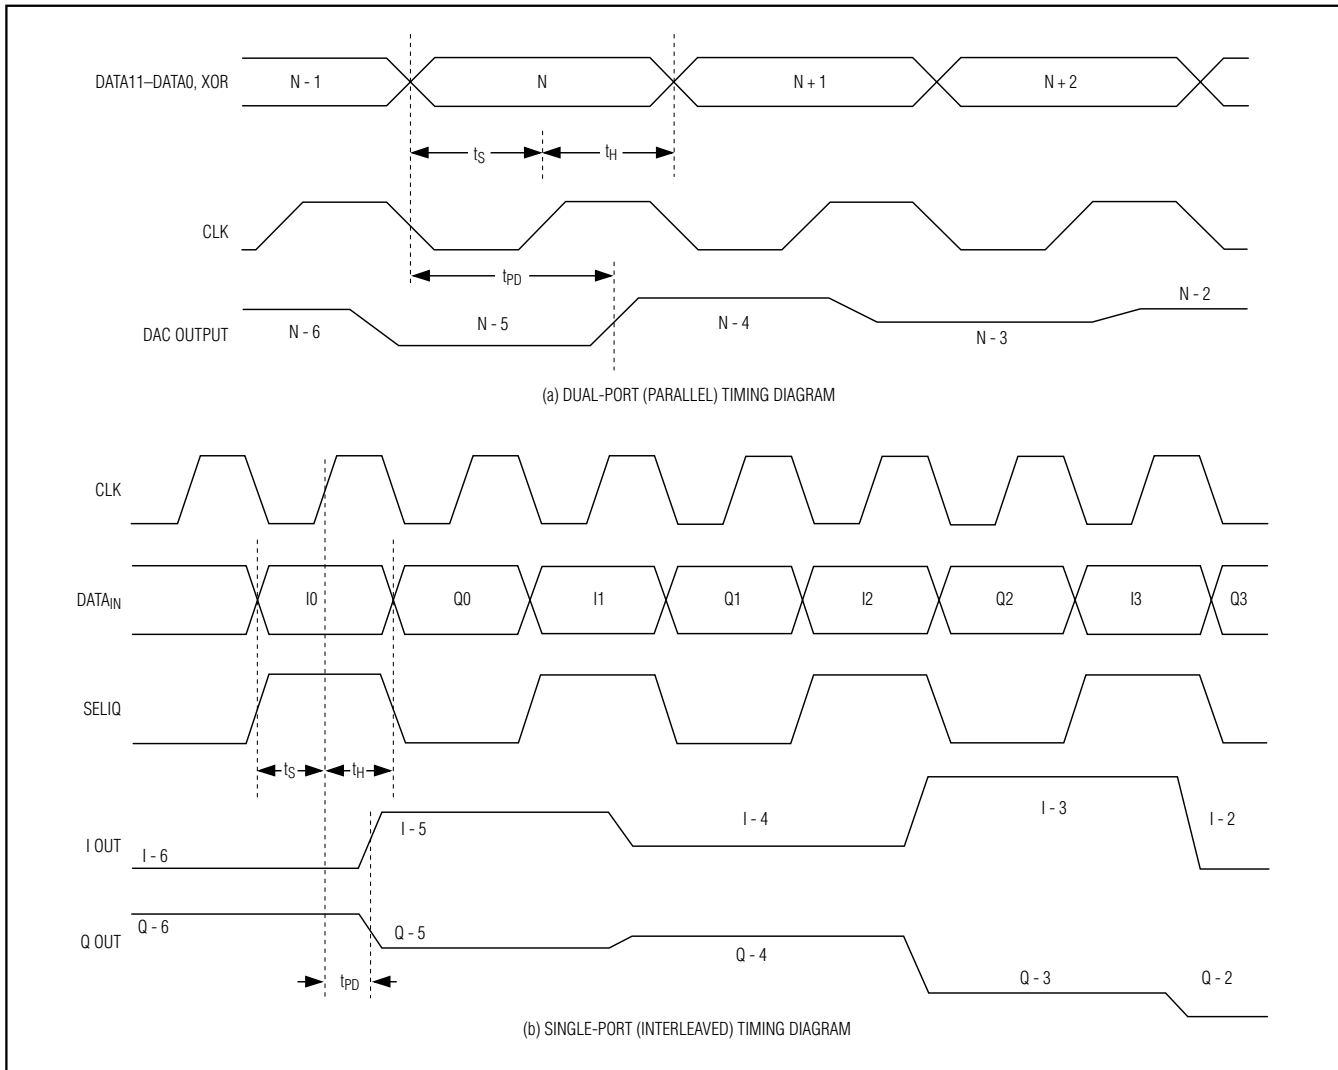 DATA11–DATA0, XOR N - 1 N N + 1 N + 2
tS tH
CLK
tPD
DAC OUTPUT N - 6 N - 5 N - 4 N - 3 N - 2
(a) DUAL-PORT (PARALLEL) TIMING DIAGRAM
CLK
DATAIN I0 Q0 I1 Q1 I2 Q2 I3 Q3
SELIQ
tS tH
I OUT I - 6 I - 5 I - 4 I - 3 I - 2
Q OUT Q - 6 Q - 5 Q - 4 Q - 3 Q - 2
tPD
(b) SINGLE-PORT (INTERLEAVED) TIMING DIAGRAM